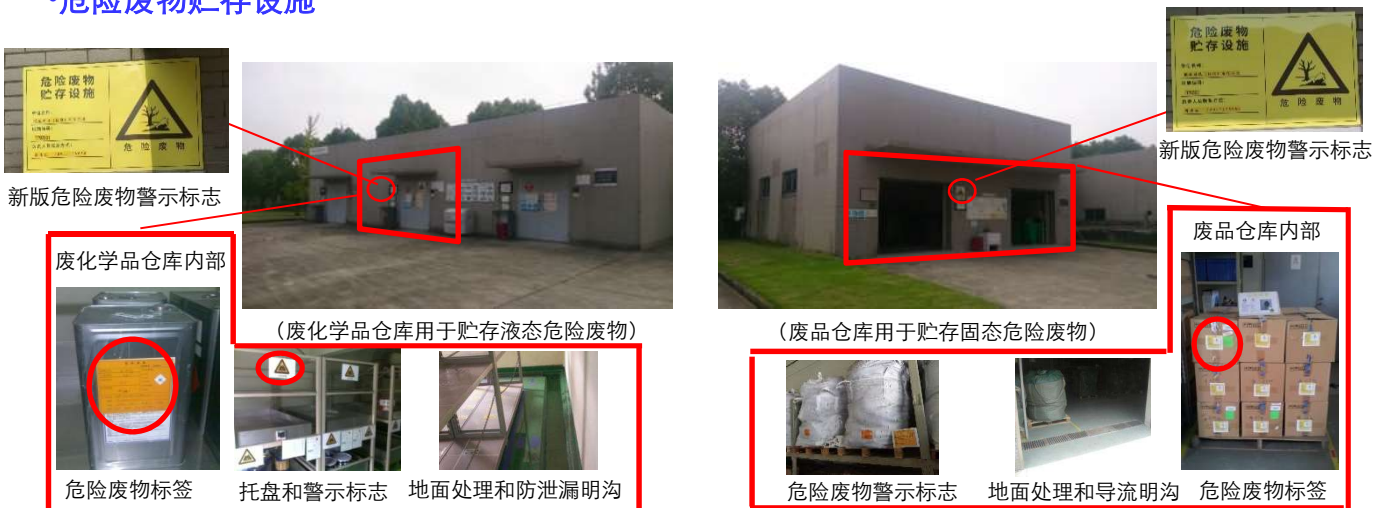 •危险废物贮存设施
危险废物
贮存设施
危险废物
新版危险废物警示标志
危险废物
贮存设施
危险废物
新版危险废物警示标志
废化学品仓库内部
废品仓库内部
（废化学品仓库用于贮存液态危险废物）
（废品仓库用于贮存固态危险废物）
危险废物标签
托盘和警示标志
地面处理和防泄漏明沟
危险废物警示标志
地面处理和导流明沟
危险废物标签